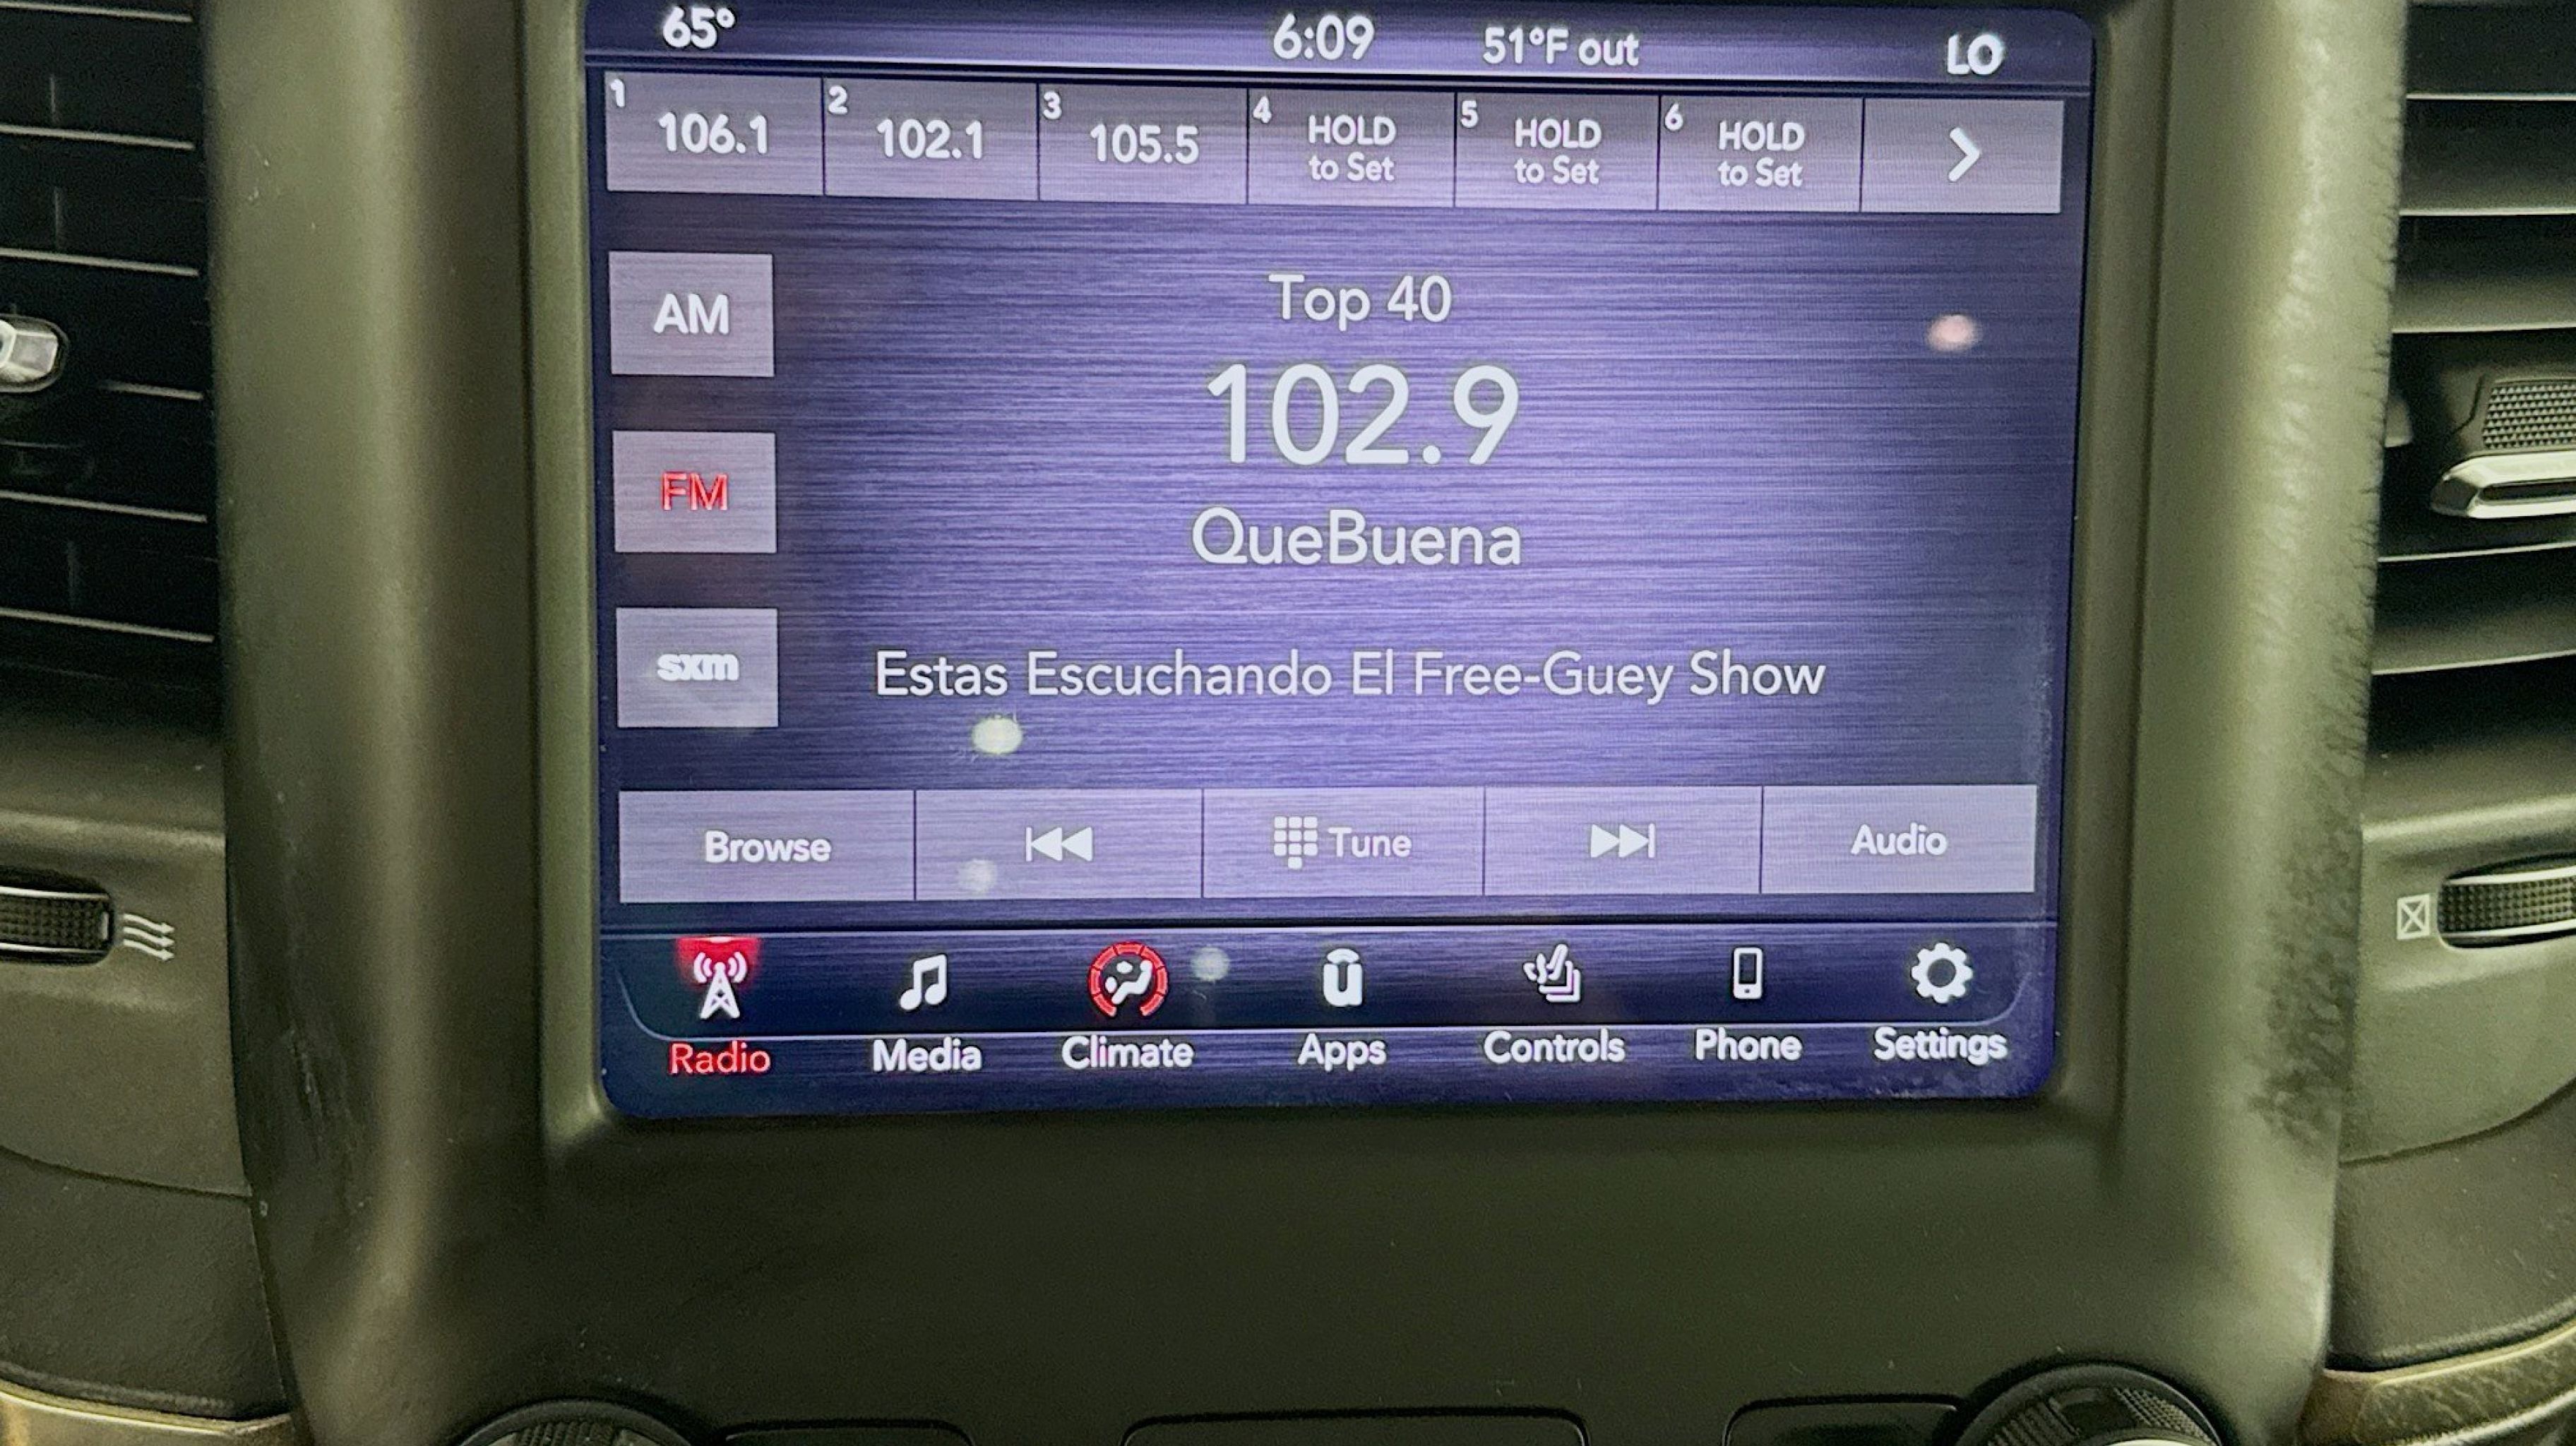 65° 6:09 51°F out LO
1 106.1 2 102.1 3 105.5 4 HOLD to Set 5 HOLD to Set 6 HOLD to Set
AM
Top 40
102.9
FM
QueBuena
sxm
Estas Escuchando El Free-Guey Show
Browse Tune Audio
Radio Media Climate Apps Controls Phone Settings